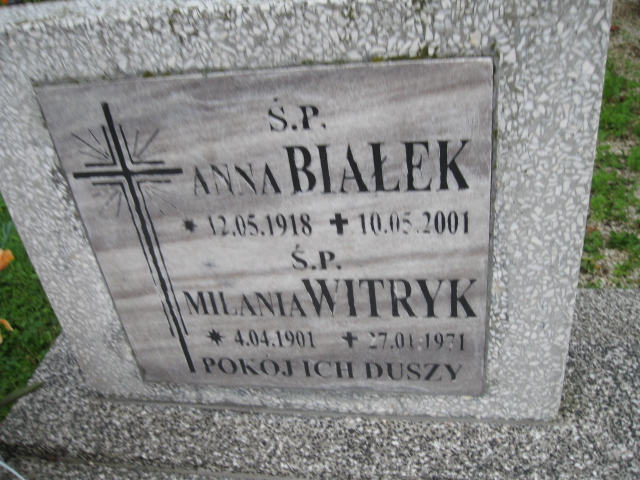 Ś.P.
ANNA BIAŁEK
* 12.05.1918 ✝ 10.05.2001
Ś.P.
MILANIA WITRYK
* 4.04.1901 ✝ 27.01.1971
POKÓJ ICH DUSZY